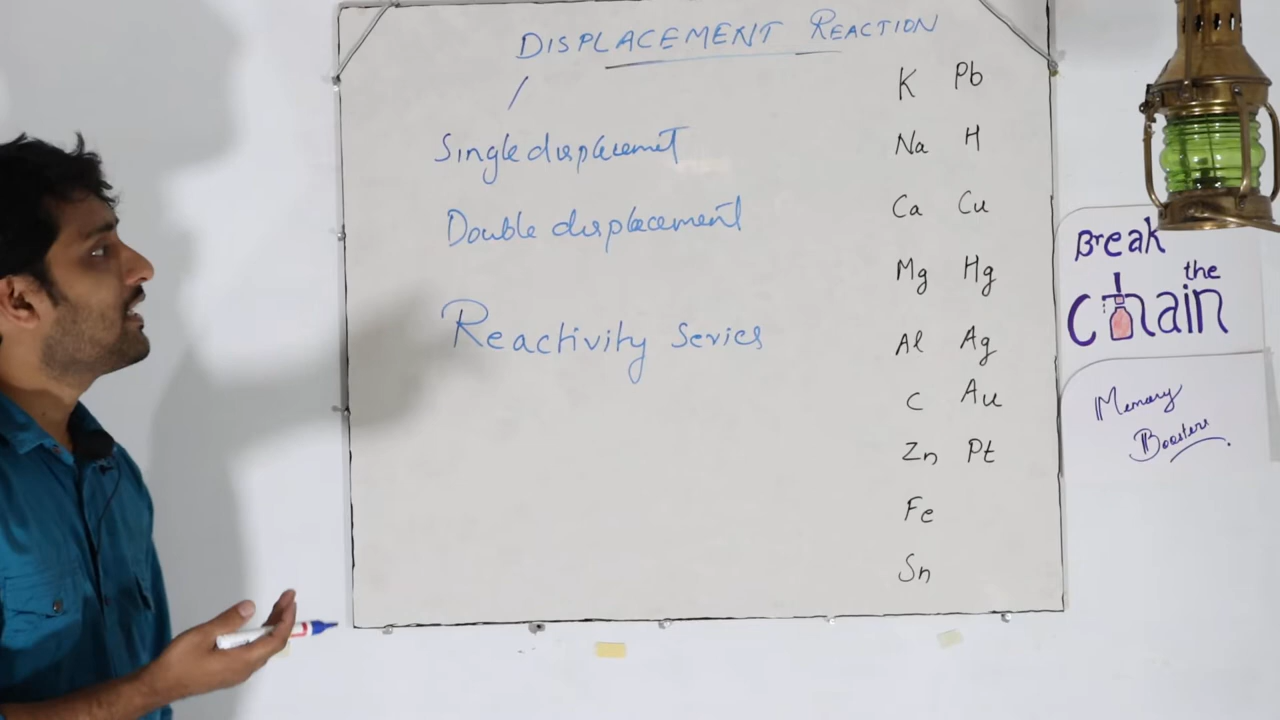 DISPLACEMENT REACTION
Single displacemet
Double displacement
Reactivity series
K Pb
Na H
Ca Cu
Mg Hg
Al Ag
C Au
Zn Pt
Fe
Sn
Break
the
Chain
Memory
Boosters